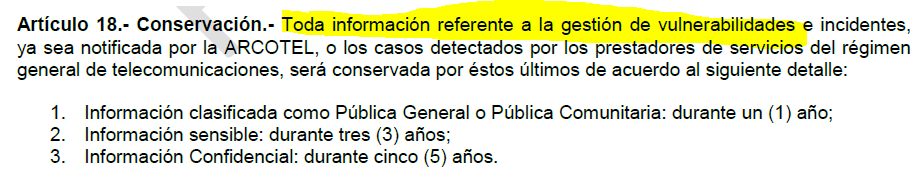 Artículo 18.- Conservación.- Toda información referente a la gestión de vulnerabilidades e incidentes,
ya sea notificada por la ARCOTEL, o los casos detectados por los prestadores de servicios del régimen
general de telecomunicaciones, será conservada por éstos últimos de acuerdo al siguiente detalle:
1. Información clasificada como Pública General o Pública Comunitaria: durante un (1) año;
2. Información sensible: durante tres (3) años;
3. Información Confidencial: durante cinco (5) años.